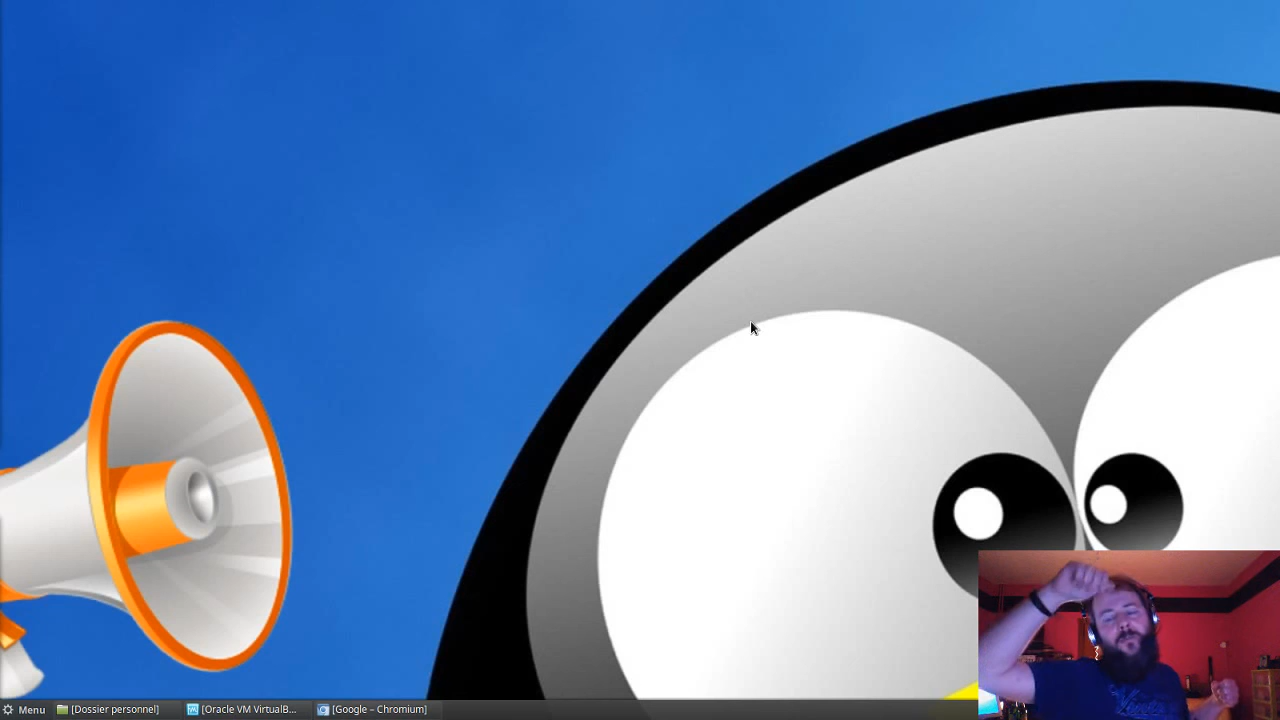 Menu
[Dossier personnel]
[Oracle VM VirtualB...
[Google – Chromium]